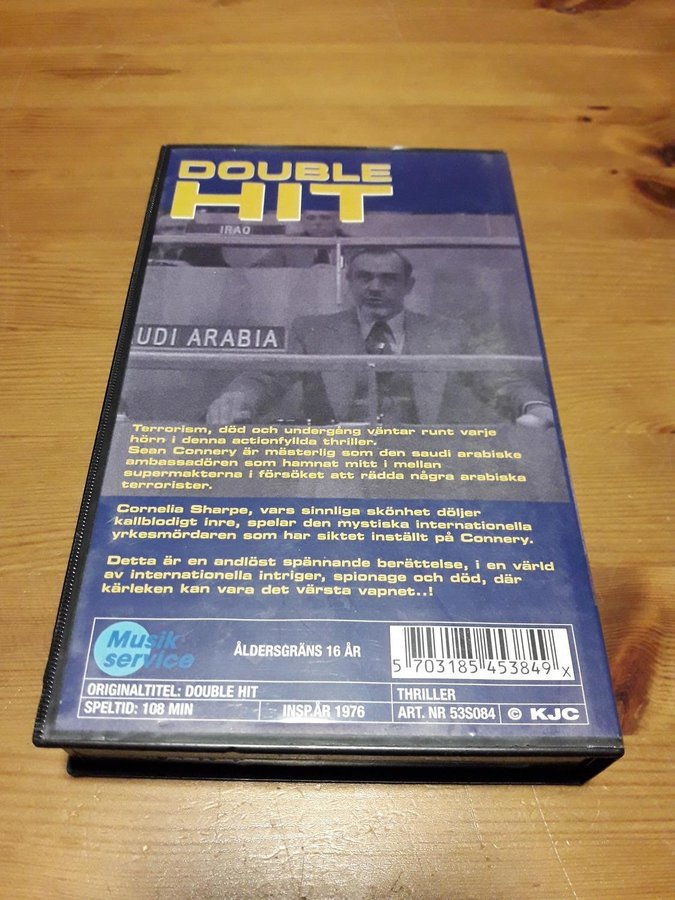 DOUBLE
HIT
IRAQ
UDI ARABIA
Terrorism, död och undergång väntar runt varje
hörn i denna actionfyllda thriller.
Sean Connery är mästerlig som den saudi arabiske
ambassadören som hamnat mitt i mellan
supermakterna i försöket att rädda några arabiska
terrorister.
Cornelia Sharpe, vars sinnliga skönhet döljer
kallblodigt inre, spelar den mystiska internationella
yrkesmördaren som har siktet inställt på Connery.
Detta är en andlöst spännande berättelse, i en värld
av internationella intriger, spionage och död, där
kärleken kan vara det värsta vapnet..!
Musik
service
ÅLDERSGRÄNS 16 ÅR
5 703185 453849 x
ORIGINALTITEL: DOUBLE HIT
THRILLER
SPELTID: 108 MIN
INSP.ÅR 1976
ART. NR 53S084
© KJC